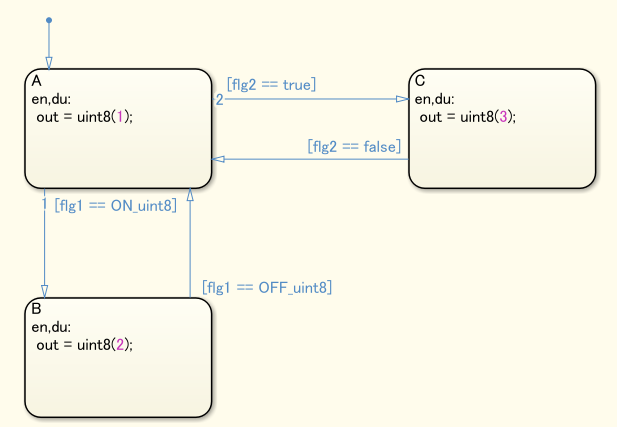 A
en,du:
out = uint8(1);
2
[flg2 == true]
C
en,du:
out = uint8(3);
[flg2 == false]
1
[flg1 == ON_uint8]
[flg1 == OFF_uint8]
B
en,du:
out = uint8(2);